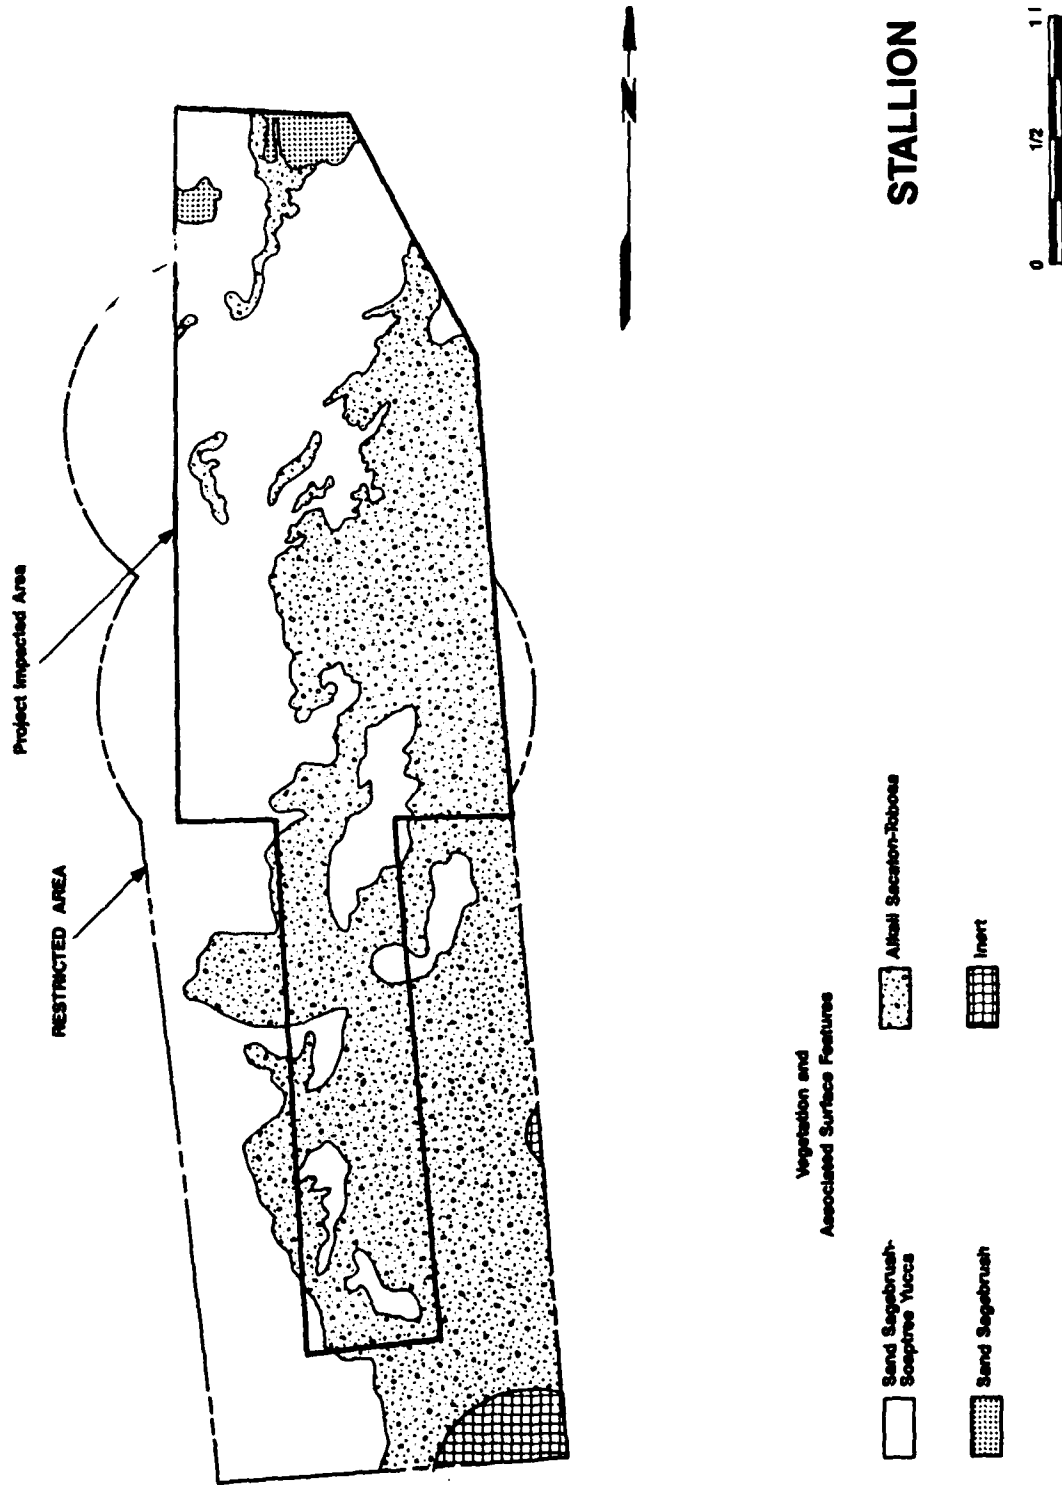 Project Impacted Area
RESTRICTED AREA
N
STALLION
0 1/2 1
Vegetation and
Associated Surface Features
Sand Sagebrush-
Soaptree Yucca
Alkali Sacaton-Tobosa
Sand Sagebrush
Inert